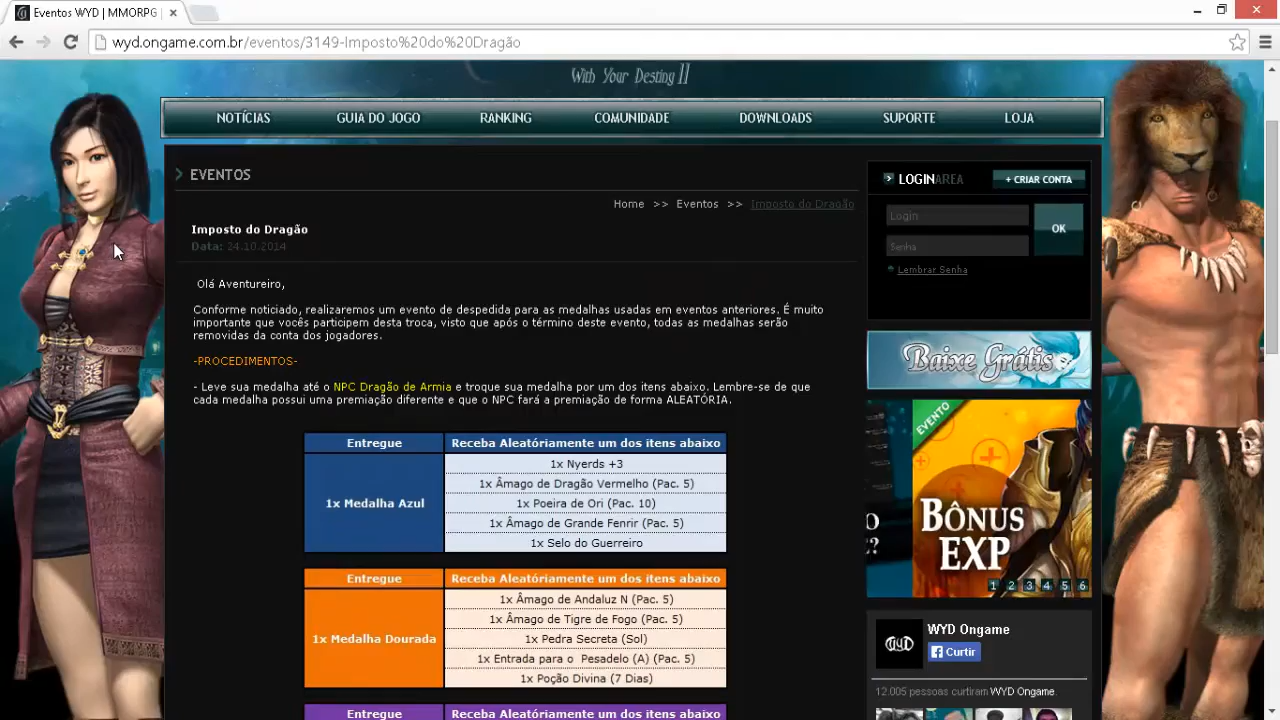 Eventos WYD | MMORPG
wyd.ongame.com.br/eventos/3149-Imposto%20do%20Dragão
With Your Destiny II
NOTÍCIAS GUIA DO JOGO RANKING COMUNIDADE DOWNLOADS SUPORTE LOJA
EVENTOS
Home >> Eventos >> Imposto do Dragão
Imposto do Dragão
Data: 24.10.2014
Olá Aventureiro,
Conforme noticiado, realizaremos um evento de despedida para as medalhas usadas em eventos anteriores. É muito
importante que vocês participem desta troca, visto que após o término deste evento, todas as medalhas serão
removidas da conta dos jogadores.
-PROCEDIMENTOS-
- Leve sua medalha até o NPC Dragão de Armia e troque sua medalha por um dos itens abaixo. Lembre-se de que
cada medalha possui uma premiação diferente e que o NPC fará a premiação de forma ALEATÓRIA.
Entregue Receba Aleatóriamente um dos itens abaixo
1x Medalha Azul
1x Nyerds +3
1x Âmago de Dragão Vermelho (Pac. 5)
1x Poeira de Ori (Pac. 10)
1x Âmago de Grande Fenrir (Pac. 5)
1x Selo do Guerreiro
Entregue Receba Aleatóriamente um dos itens abaixo
1x Medalha Dourada
1x Âmago de Andaluz N (Pac. 5)
1x Âmago de Tigre de Fogo (Pac. 5)
1x Pedra Secreta (Sol)
1x Entrada para o Pesadelo (A) (Pac. 5)
1x Poção Divina (7 Dias)
Entregue Receba Aleatóriamente um dos itens abaixo
LOGINAREA + CRIAR CONTA
Login
Senha
OK
Lembrar Senha
Baixe Grátis
EVENTO
O
E?
BÔNUS
EXP
1 2 3 4 5 6
WYD
WYD Ongame
Curtir
12.005 pessoas curtiram WYD Ongame.